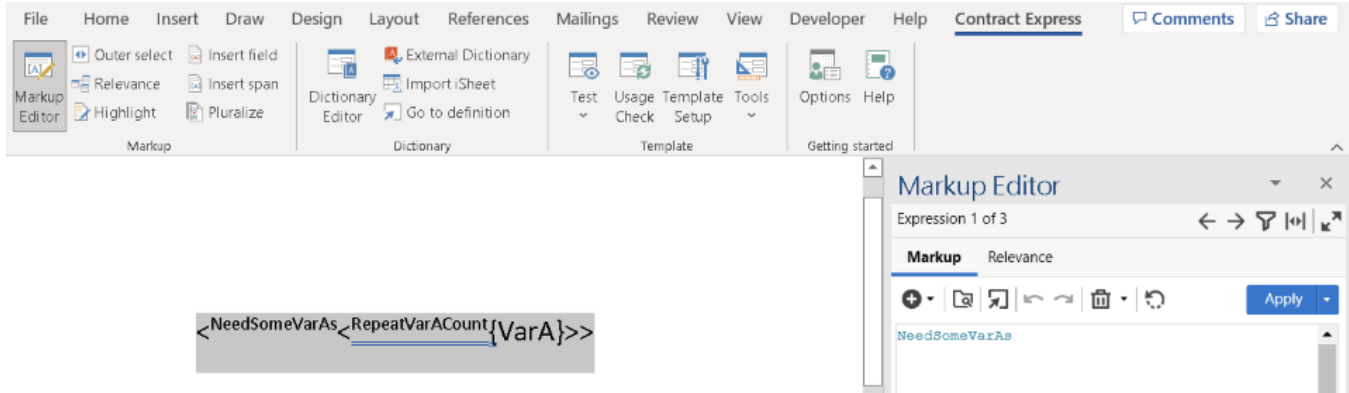 File Home Insert Draw Design Layout References Mailings Review View Developer Help Contract Express Comments Share
Outer select Insert field External Dictionary
Relevance Insert span Import iSheet
Markup Editor Highlight Pluralize Dictionary Editor Go to definition Test Usage Check Template Setup Tools Options Help
Markup Dictionary Template Getting started
Markup Editor
Expression 1 of 3
Markup Relevance
Apply
<NeedSomeVarAs<RepeatVarACount{VarA}>>
NeedSomeVarAs